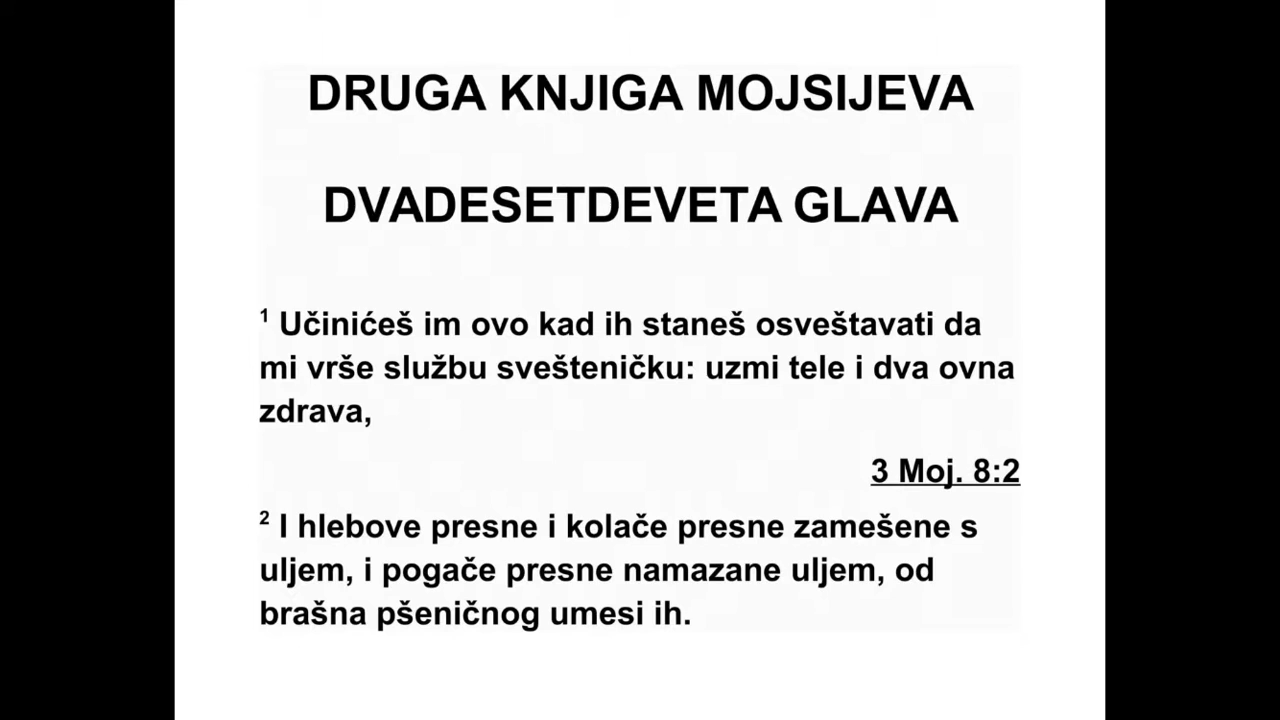 DRUGA KNJIGA MOJSIJEVA
DVADESETDEVETA GLAVA
1 Učinićeš im ovo kad ih staneš osveštavati da
mi vrše službu svešteničku: uzmi tele i dva ovna
zdrava,
3 Moj. 8:2
2 I hlebove presne i kolače presne zamešene s
uljem, i pogače presne namazane uljem, od
brašna pšeničnog umesi ih.